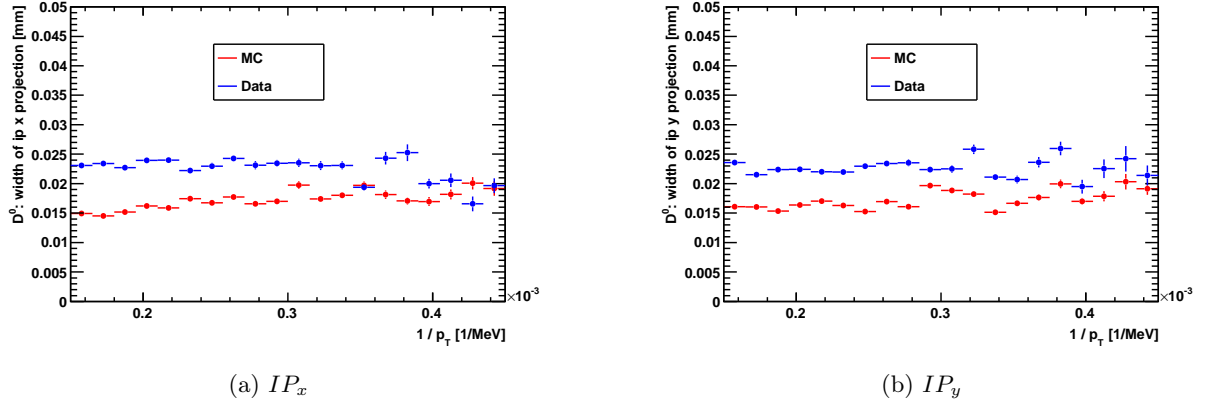 D⁰: width of ip x projection [mm]
0.05
0.045
0.04
0.035
0.03
0.025
0.02
0.015
0.01
0.005
0
MC
Data
0.2 0.3 0.4
×10⁻³
1 / p_T [1/MeV]
(a) IP_x
D⁰: width of ip y projection [mm]
0.05
0.045
0.04
0.035
0.03
0.025
0.02
0.015
0.01
0.005
0
MC
Data
0.2 0.3 0.4
×10⁻³
1 / p_T [1/MeV]
(b) IP_y